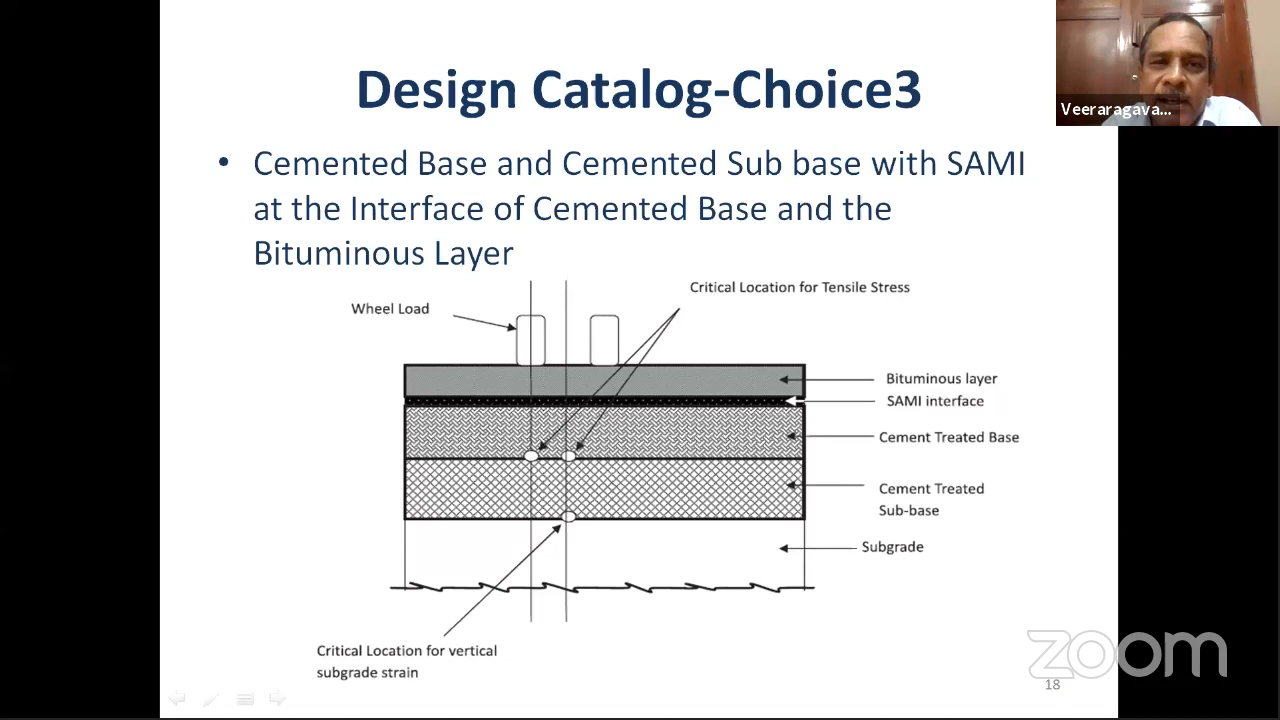 Design Catalog-Choice3
Veeraragava...
• Cemented Base and Cemented Sub base with SAMI
at the Interface of Cemented Base and the
Bituminous Layer
Critical Location for Tensile Stress
Wheel Load
Bituminous layer
SAMI interface
Cement Treated Base
Cement Treated
Sub-base
Subgrade
Critical Location for vertical
subgrade strain
zoom
18